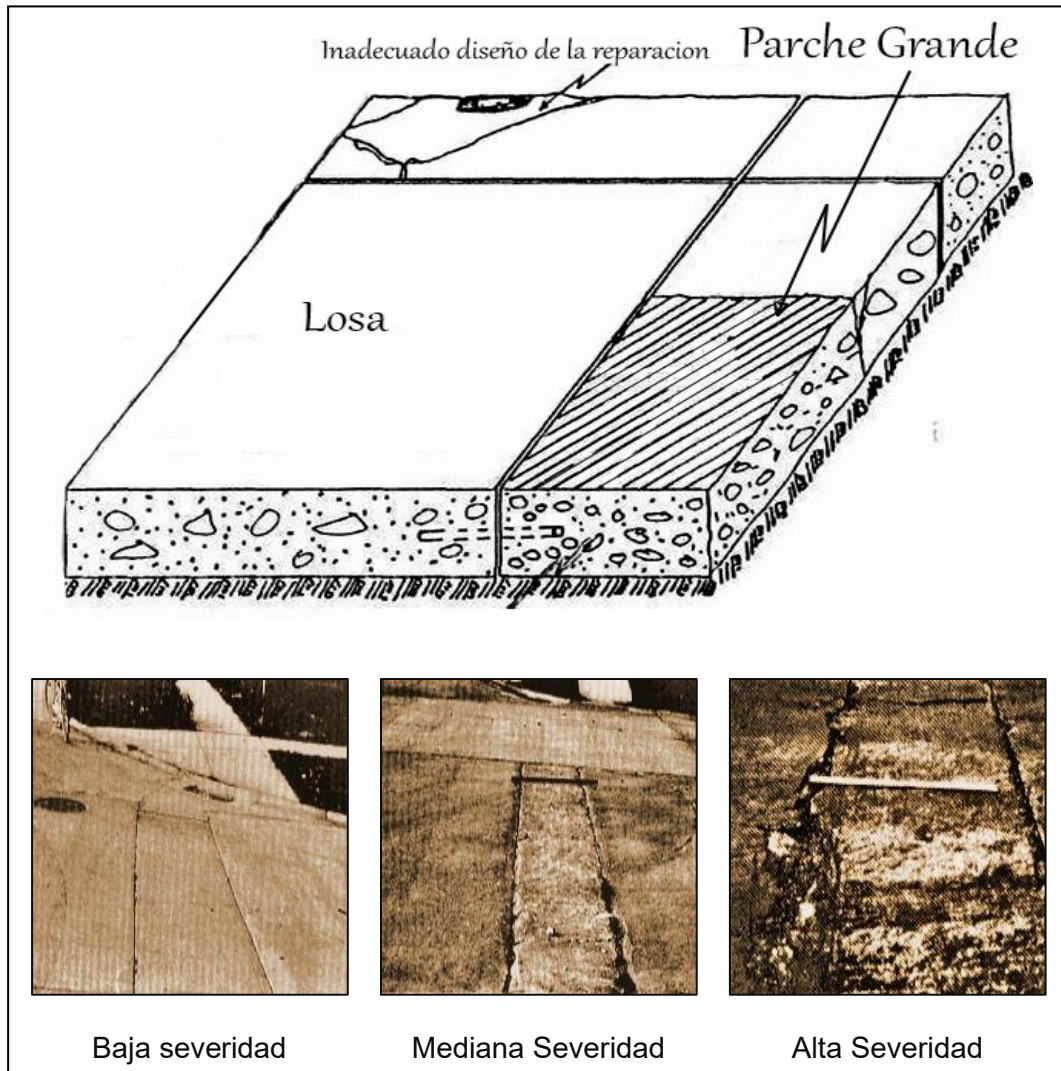 Inadecuado diseño de la reparacion
Parche Grande
Losa
Baja severidad
Mediana Severidad
Alta Severidad